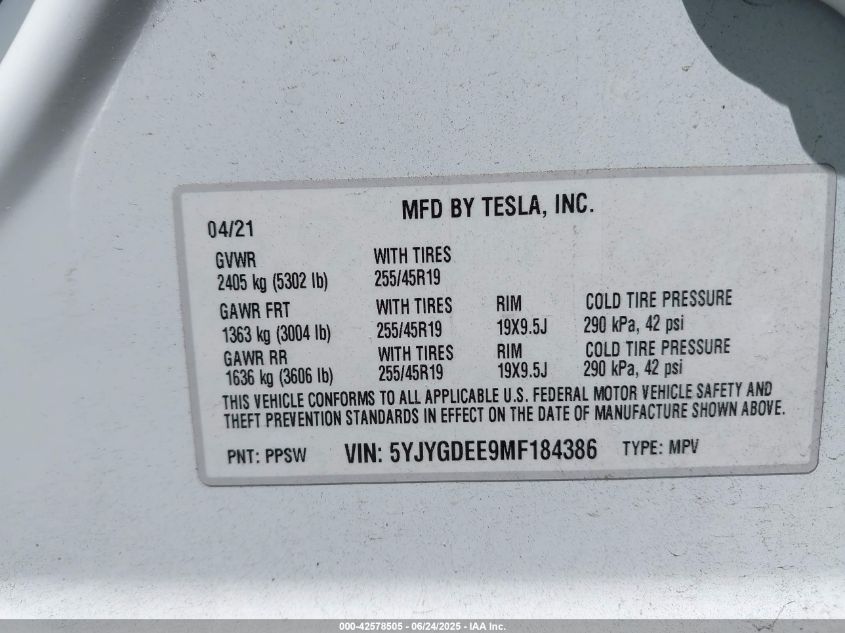 MFD BY TESLA, INC.
04/21
GVWR WITH TIRES
2405 kg (5302 lb) 255/45R19
GAWR FRT WITH TIRES RIM COLD TIRE PRESSURE
1363 kg (3004 lb) 255/45R19 19X9.5J 290 kPa, 42 psi
GAWR RR WITH TIRES RIM COLD TIRE PRESSURE
1636 kg (3606 lb) 255/45R19 19X9.5J 290 kPa, 42 psi
THIS VEHICLE CONFORMS TO ALL APPLICABLE U.S. FEDERAL MOTOR VEHICLE SAFETY AND
THEFT PREVENTION STANDARDS IN EFFECT ON THE DATE OF MANUFACTURE SHOWN ABOVE.
PNT: PPSW VIN: 5YJYGDEE9MF184386 TYPE: MPV
000-42578505 - 06/24/2025 - IAA Inc.